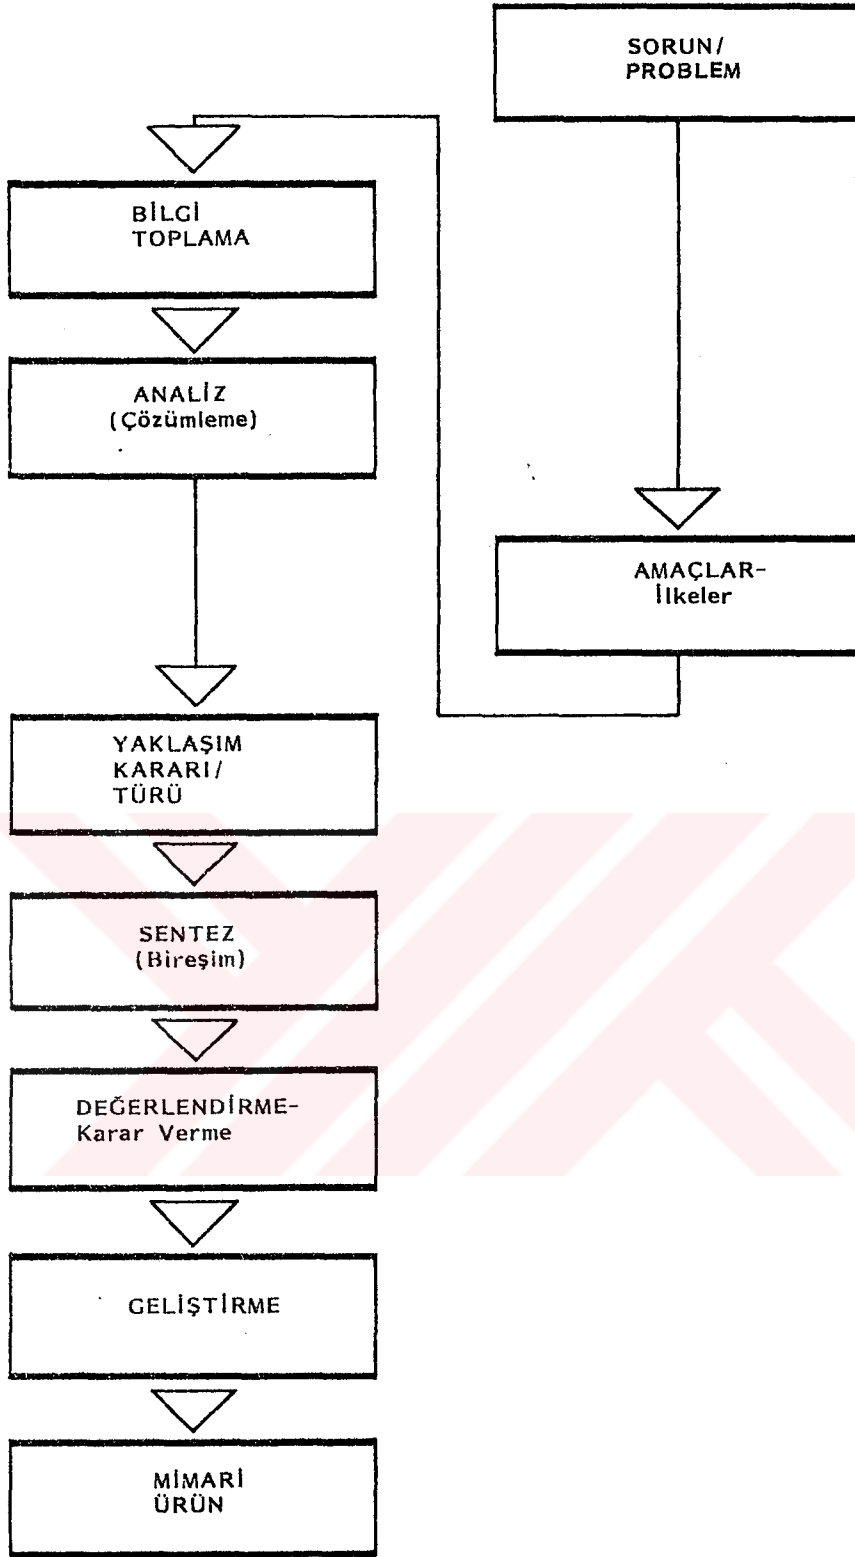 SORUN/
PROBLEM
AMAÇLAR-
İlkeler
BİLGİ
TOPLAMA
ANALİZ
(Çözümleme)
YAKLAŞIM
KARARI/
TÜRÜ
SENTEZ
(Bireşim)
DEĞERLENDİRME-
Karar Verme
GELİŞTİRME
MİMARİ
ÜRÜN